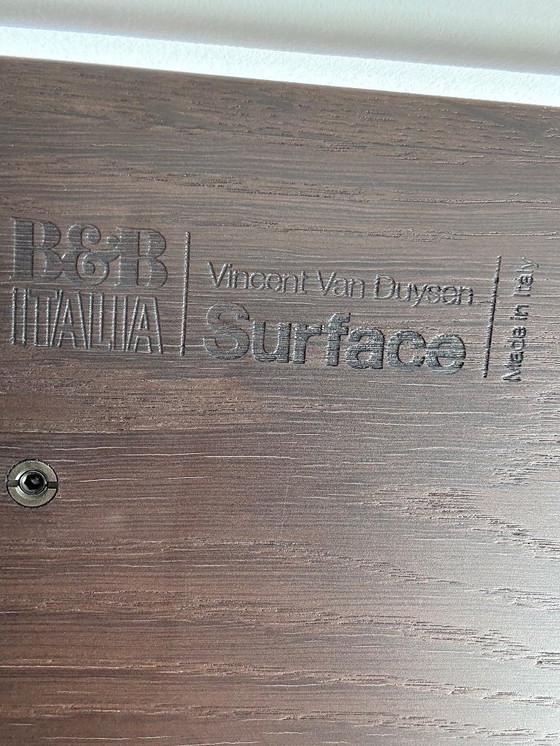 B&B
ITALIA
Vincent Van Duysen
Surface
Made in Italy